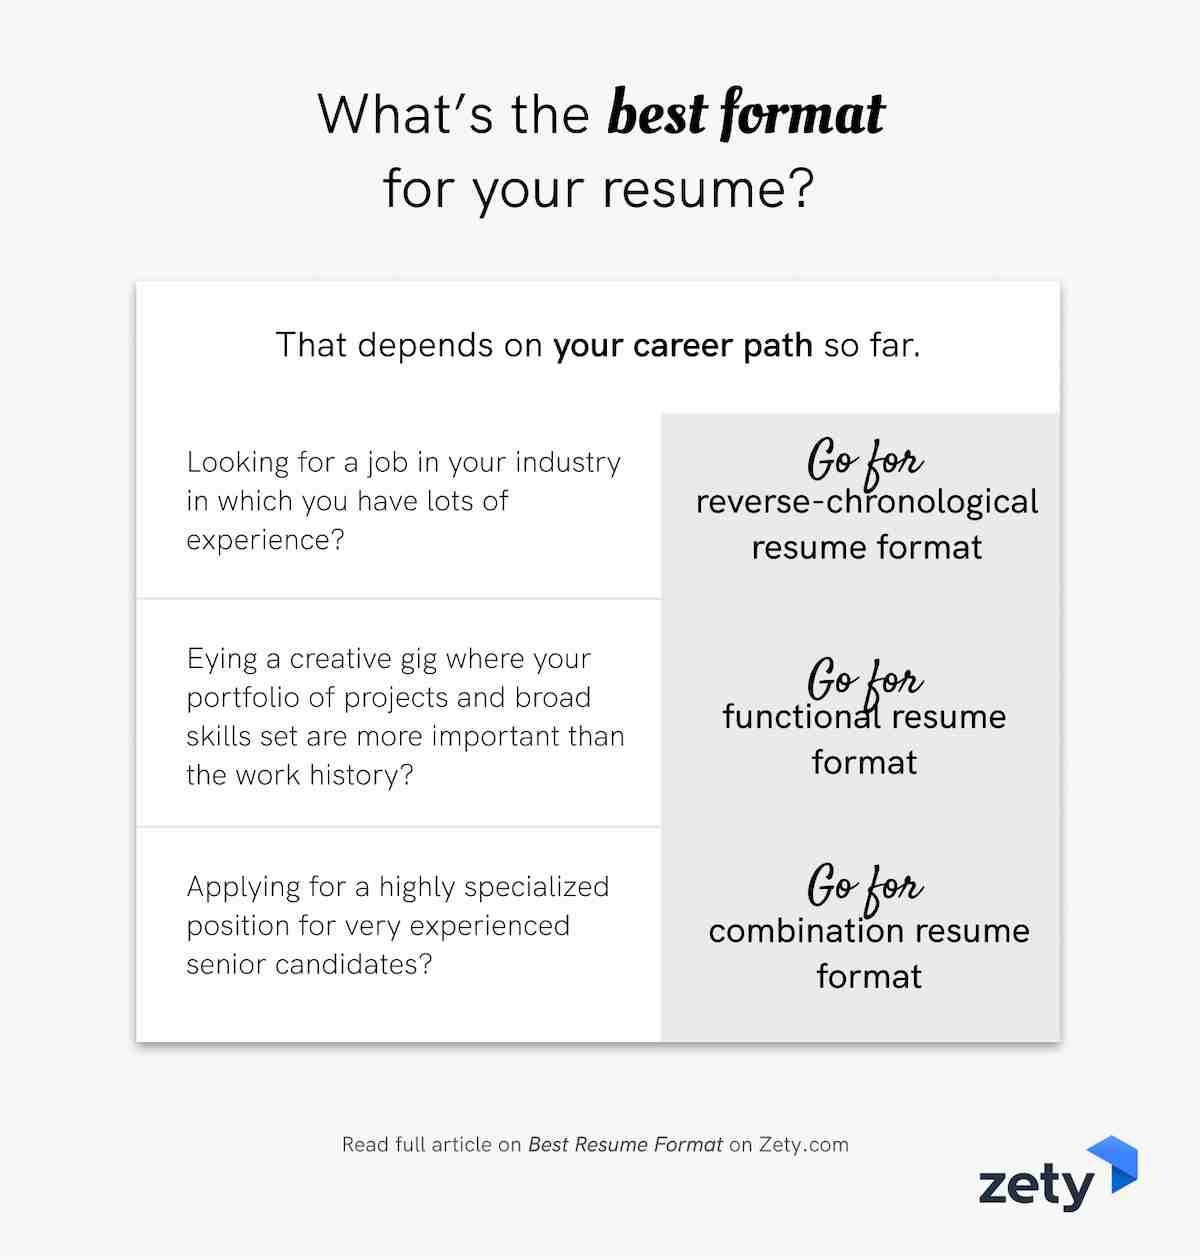 What's the best format
for your resume?
That depends on your career path so far.
Looking for a job in your industry
in which you have lots of
experience?
Go for
reverse-chronological
resume format
Eying a creative gig where your
portfolio of projects and broad
skills set are more important than
the work history?
Go for
functional resume
format
Applying for a highly specialized
position for very experienced
senior candidates?
Go for
combination resume
format
Read full article on Best Resume Format on Zety.com
zety